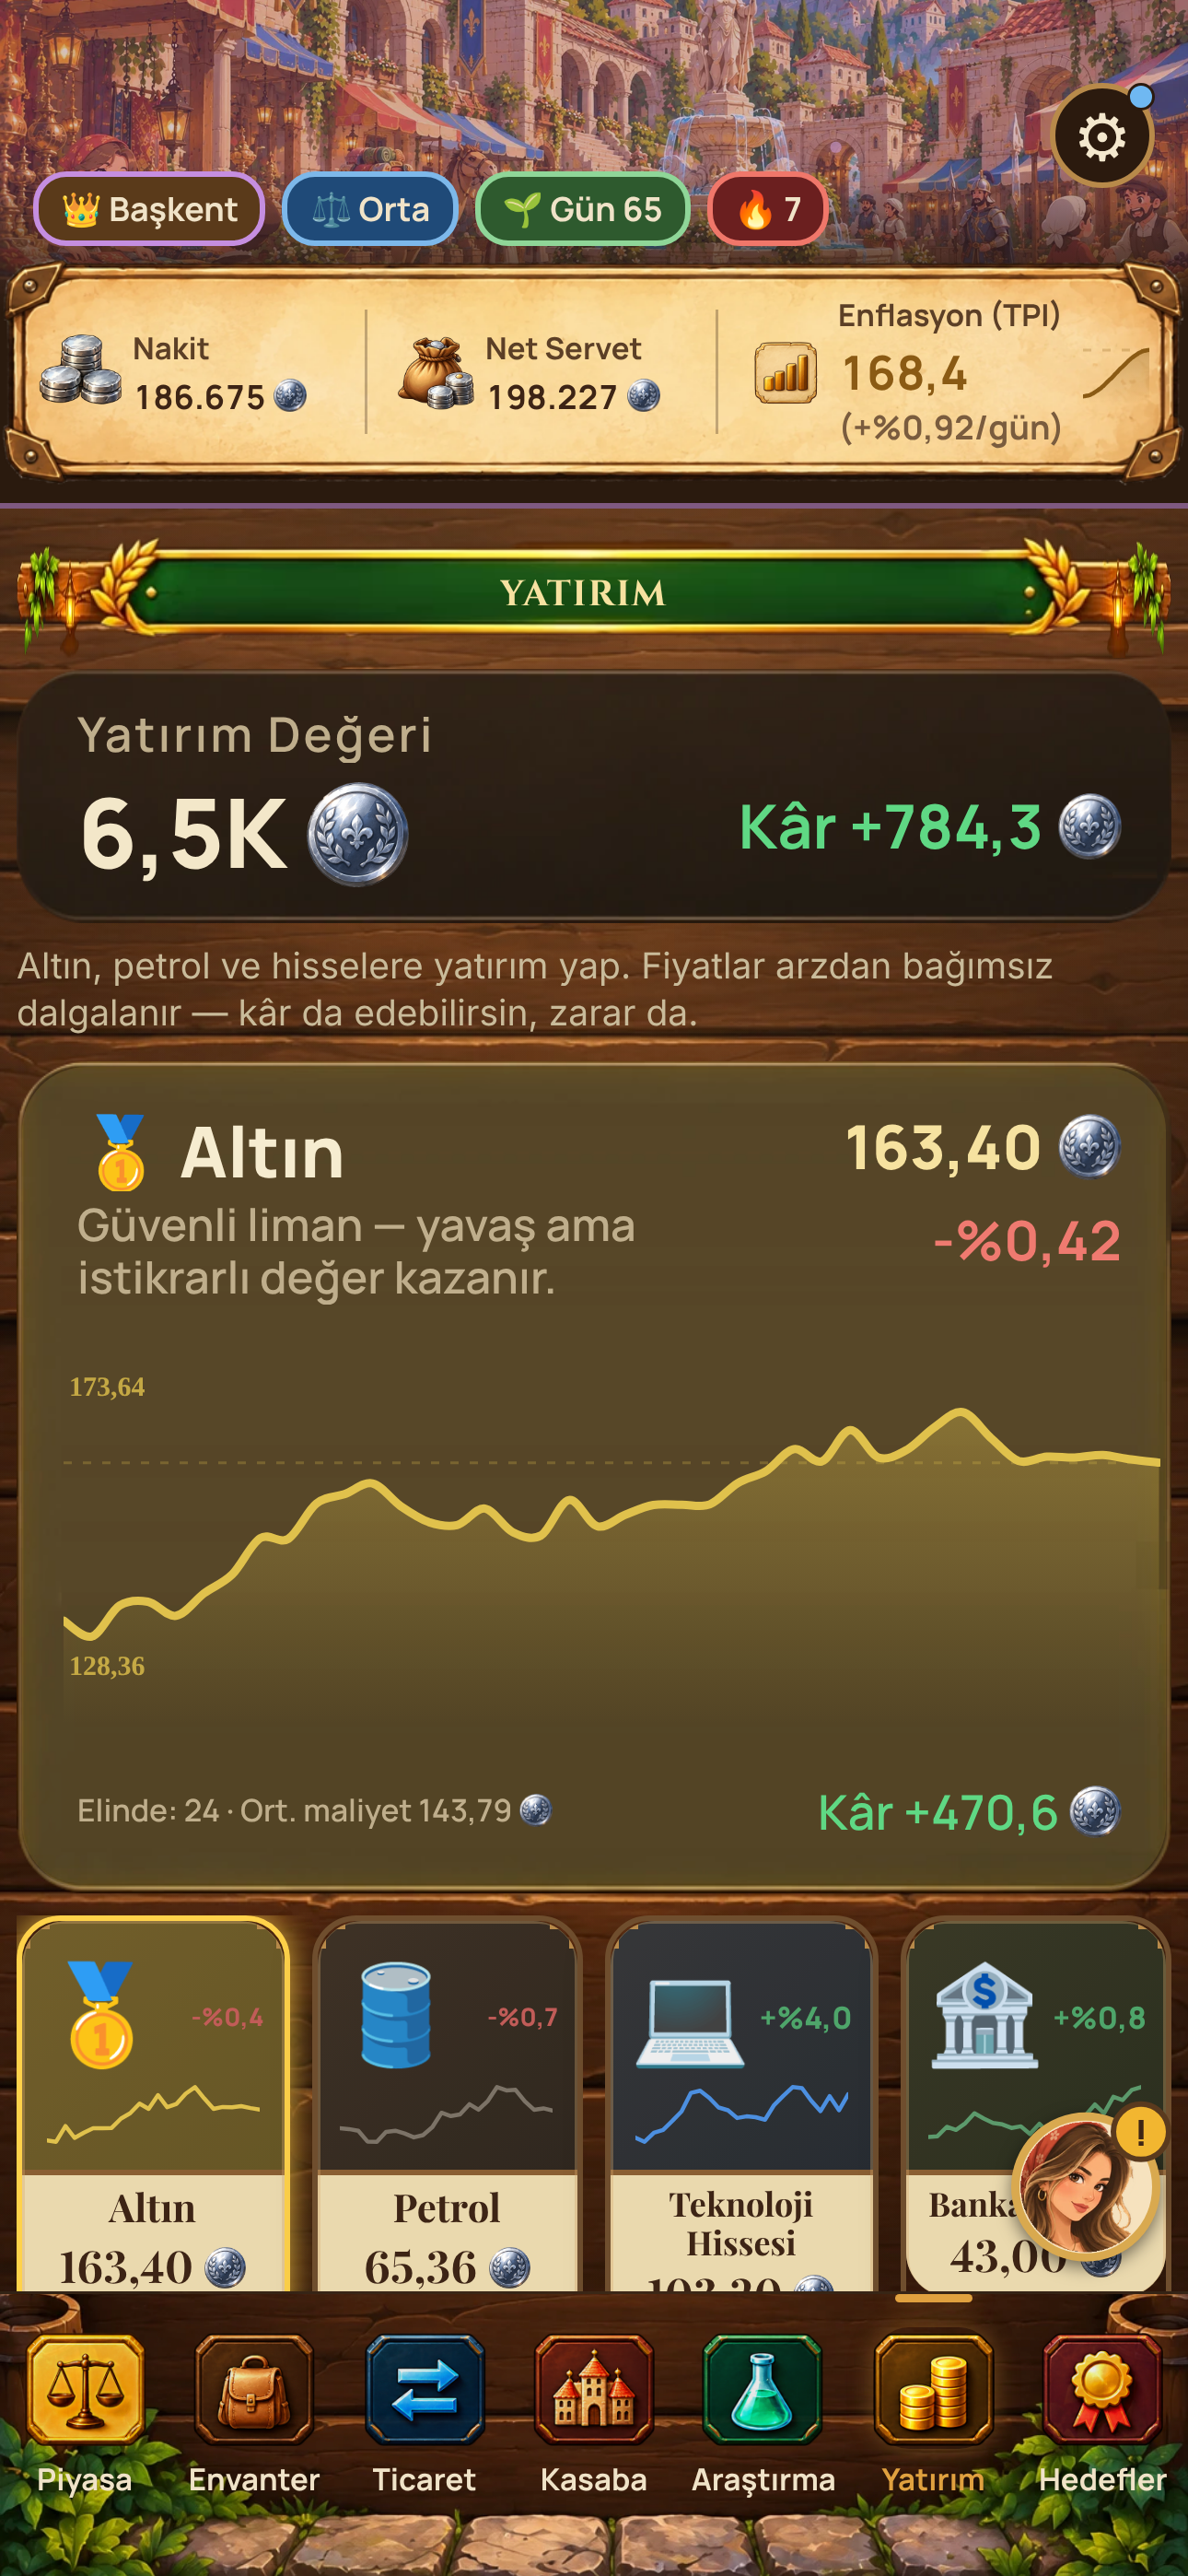 👑 Başkent
⚖️ Orta
🌱 Gün 65
🔥 7
Nakit
186.675
Net Servet
198.227
Enflasyon (TPI)
168,4
(+%0,92/gün)
YATIRIM
Yatırım Değeri
6,5K
Kâr +784,3
Altın, petrol ve hisselere yatırım yap. Fiyatlar arzdan bağımsız
dalgalanır — kâr da edebilirsin, zarar da.
🥇 Altın
163,40
Güvenli liman — yavaş ama
istikrarlı değer kazanır.
-%0,42
173,64
128,36
Elinde: 24 · Ort. maliyet 143,79
Kâr +470,6
-%0,4
-%0,7
+%4,0
+%0,8
Altın
163,40
Petrol
65,36
Teknoloji
Hissesi
43,00
!
Piyasa
Envanter
Ticaret
Kasaba
Araştırma
Yatırım
Hedefler